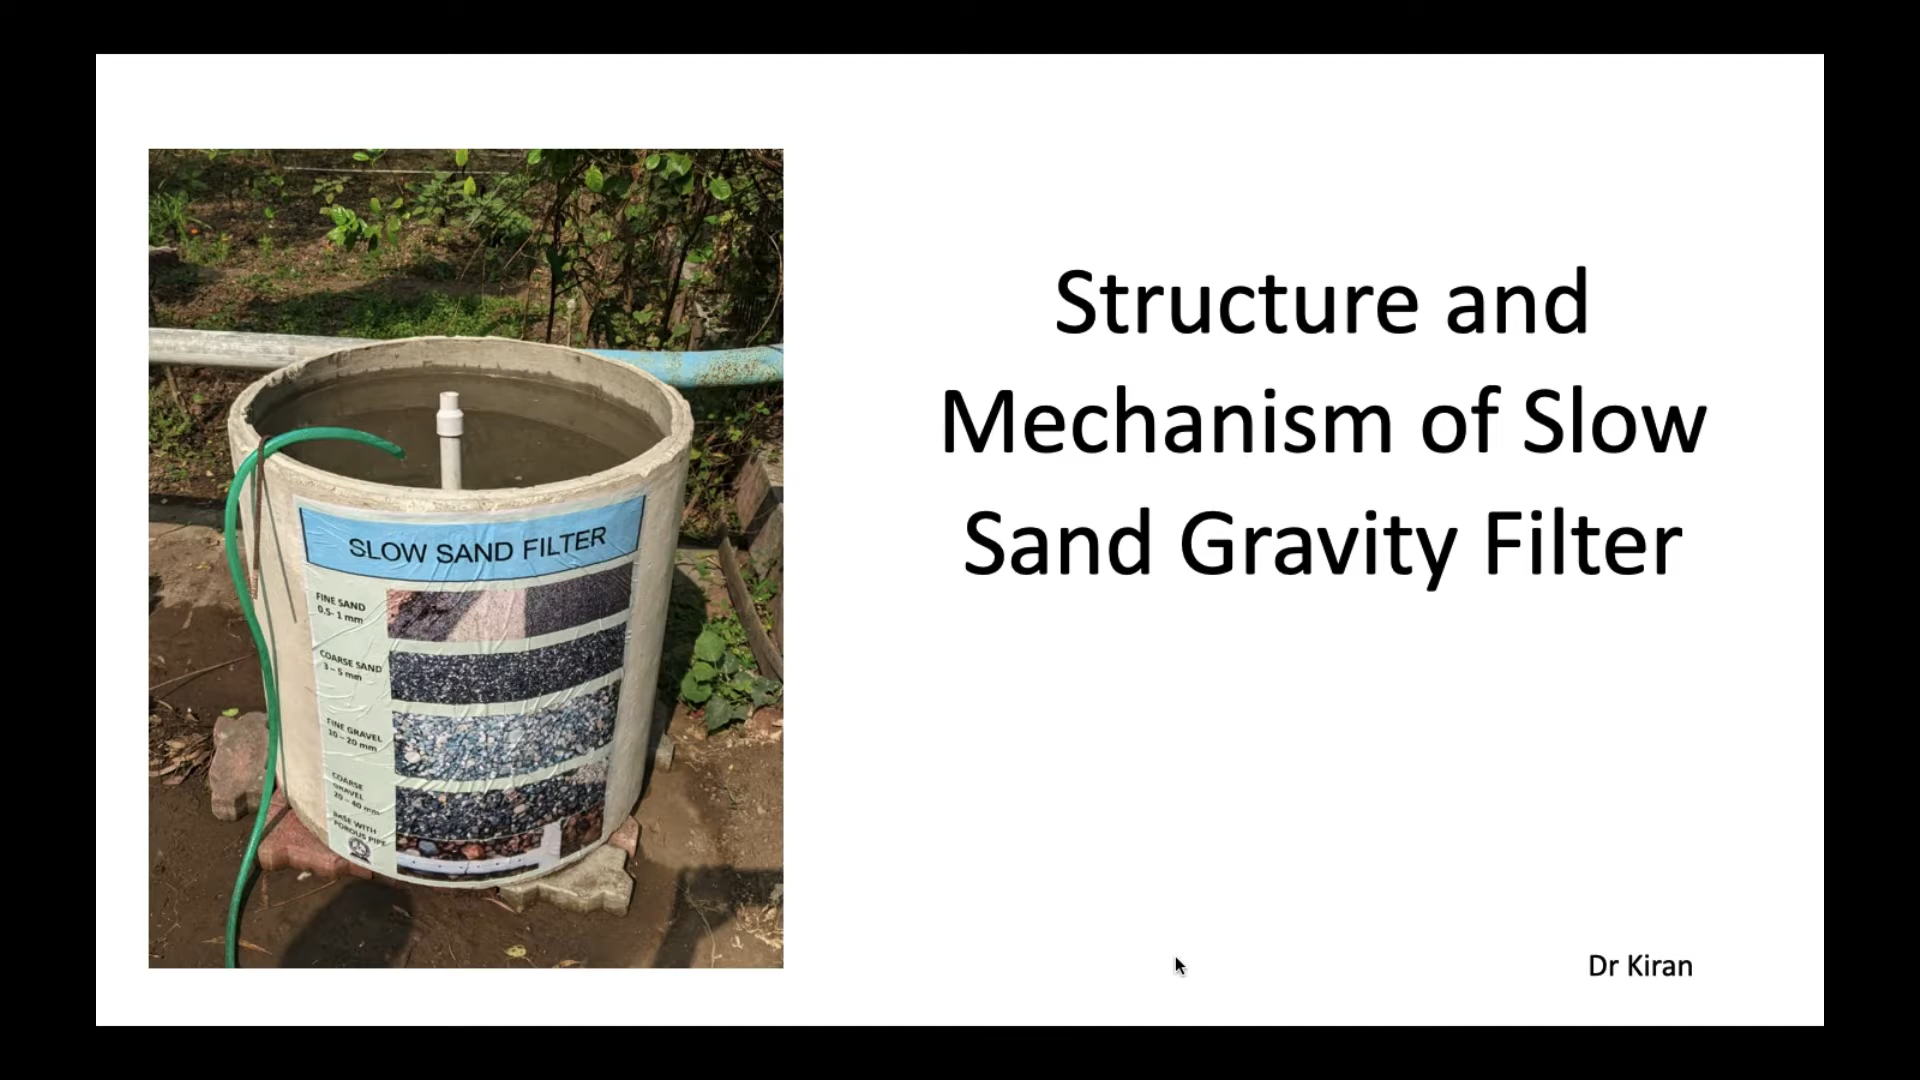 SLOW SAND FILTER
FINE SAND
0.5- 1 mm
COARSE SAND
3 – 5 mm
FINE GRAVEL
10 – 20 mm
COARSE
GRAVEL
20 – 40 mm
BASE WITH
POROUS PIPE
Structure and
Mechanism of Slow
Sand Gravity Filter
Dr Kiran